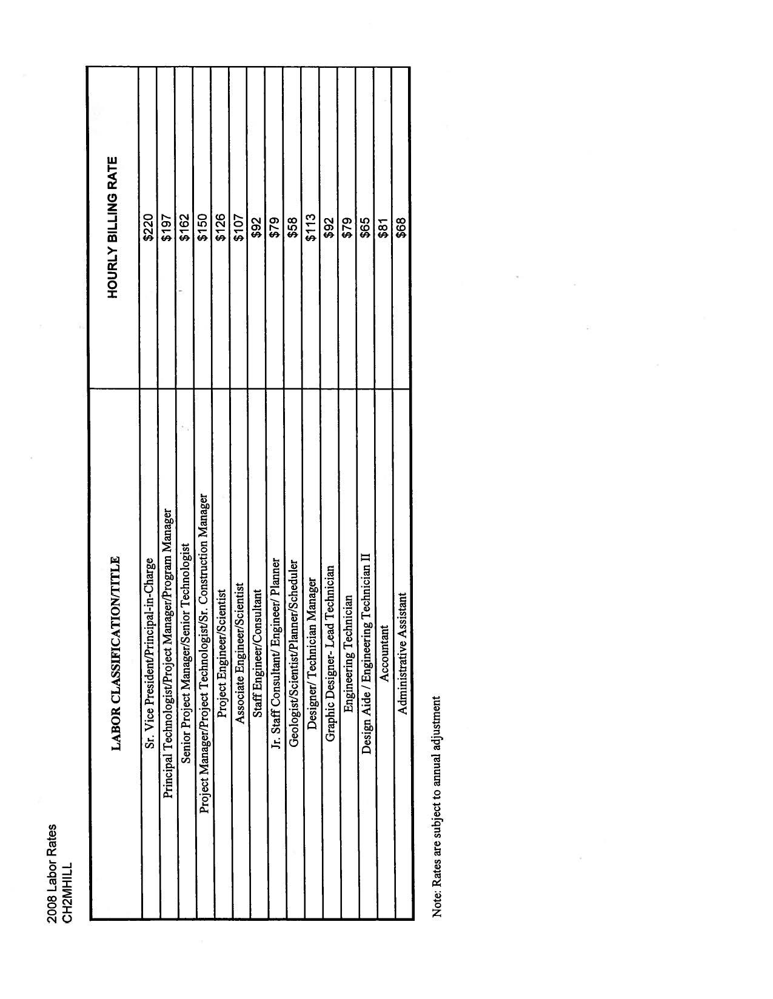 2008 Labor Rates
CH2MHILL
LABOR CLASSIFICATION/TITLE HOURLY BILLING RATE
Sr. Vice President/Principal-in-Charge $220
Principal Technologist/Project Manager/Program Manager $197
Senior Project Manager/Senior Technologist $162
Project Manager/Project Technologist/Sr. Construction Manager $150
Project Engineer/Scientist $126
Associate Engineer/Scientist $107
Staff Engineer/Consultant $92
Jr. Staff Consultant/ Engineer/ Planner $79
Geologist/Scientist/Planner/Scheduler $58
Designer/ Technician Manager $113
Graphic Designer- Lead Technician $92
Engineering Technician $79
Design Aide / Engineering Technician II $65
Accountant $81
Administrative Assistant $68
Note: Rates are subject to annual adjustment